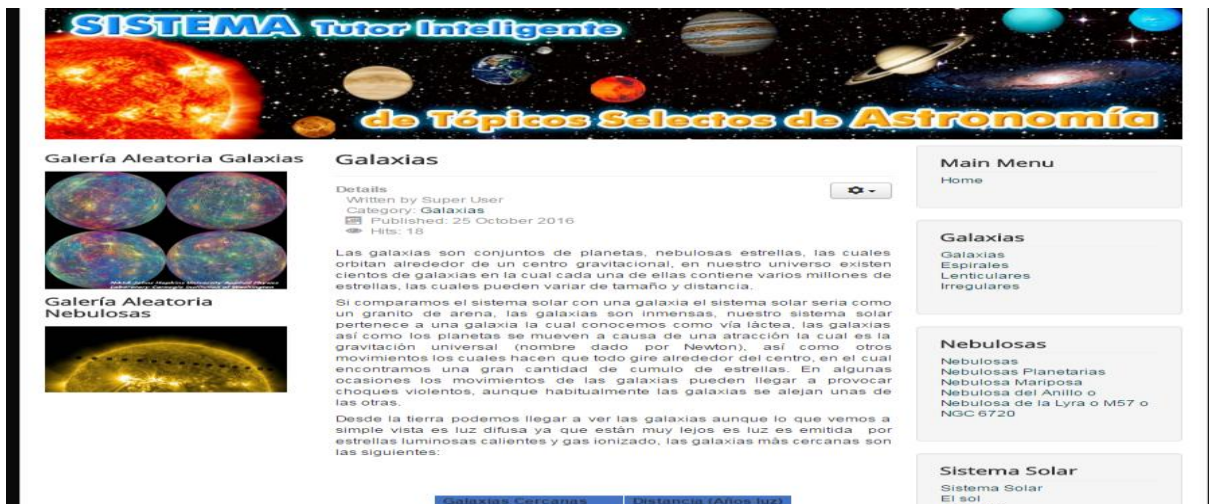 SISTEMA Tutor Inteligente
de Tópicos Selectos de Astronomía
Galería Aleatoria Galaxias
NASA/Johns Hopkins University Applied Physics
Laboratory/Carnegie Institution of Washington
Galería Aleatoria
Nebulosas
Galaxias
Details
Written by Super User
Category: Galaxias
Published: 25 October 2016
Hits: 18
Las galaxias son conjuntos de planetas, nebulosas estrellas, las cuales
orbitan alrededor de un centro gravitacional, en nuestro universo existen
cientos de galaxias en la cual cada una de ellas contiene varios millones de
estrellas, las cuales pueden variar de tamaño y distancia.
Si comparamos el sistema solar con una galaxia el sistema solar seria como
un granito de arena, las galaxias son inmensas, nuestro sistema solar
pertenece a una galaxia la cual conocemos como vía láctea, las galaxias
así como los planetas se mueven a causa de una atracción la cual es la
gravitación universal (nombre dado por Newton), así como otros
movimientos los cuales hacen que todo gire alrededor del centro, en el cual
encontramos una gran cantidad de cumulo de estrellas. En algunas
ocasiones los movimientos de las galaxias pueden llegar a provocar
choques violentos, aunque habitualmente las galaxias se alejan unas de
las otras.
Desde la tierra podemos llegar a ver las galaxias aunque lo que vemos a
simple vista es luz difusa ya que están muy lejos es luz es emitida por
estrellas luminosas calientes y gas ionizado, las galaxias más cercanas son
las siguientes:
Galaxias Cercanas Distancia (Años luz)
Main Menu
Home
Galaxias
Galaxias
Espirales
Lenticulares
Irregulares
Nebulosas
Nebulosas
Nebulosas Planetarias
Nebulosa Mariposa
Nebulosa del Anillo o
Nebulosa de la Lyra o M57 o
NGC 6720
Sistema Solar
Sistema Solar
El sol